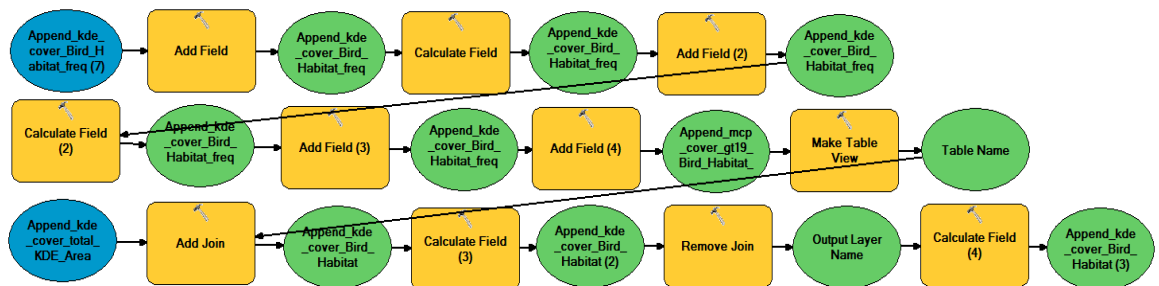 Append_kde_
cover_Bird_H
abitat_freq (7)
Add Field
Append_kde
_cover_Bird_
Habitat_freq
Calculate Field
Append_kde
_cover_Bird_
Habitat_freq
Add Field (2)
Append_kde
_cover_Bird_
Habitat_freq
Calculate Field
(2)
Append_kde
_cover_Bird_
Habitat_freq
Add Field (3)
Append_kde
_cover_Bird_
Habitat_freq
Add Field (4)
Append_mcp
_cover_gt19_
Bird_Habitat_
Make Table
View
Table Name
Append_kde
_cover_total_
KDE_Area
Add Join
Append_kde
_cover_Bird_
Habitat
Calculate Field
(3)
Append_kde
_cover_Bird_
Habitat (2)
Remove Join
Output Layer
Name
Calculate Field
(4)
Append_kde
_cover_Bird_
Habitat (3)